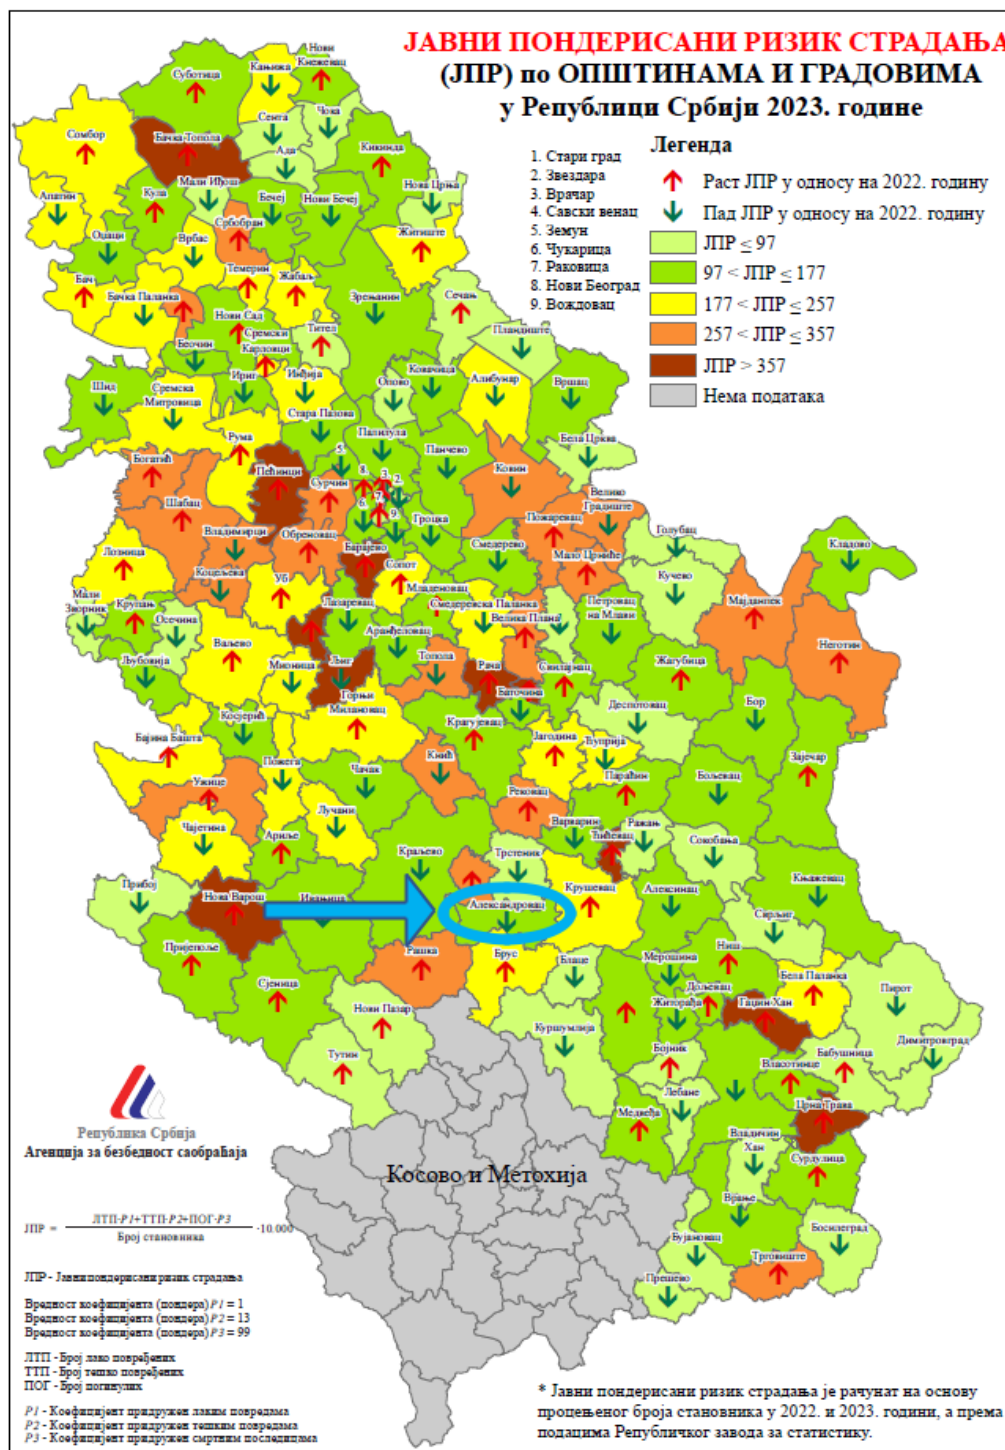 ЈАВНИ ПОНДЕРИСАНИ РИЗИК СТРАДАЊА
(ЈПР) по ОПШТИНАМА И ГРАДОВИМА
у Републици Србији 2023. године
Легенда
Раст ЈПР у односу на 2022. годину
Пад ЈПР у односу на 2022. годину
ЈПР ≤ 97
97 < ЈПР ≤ 177
177 < ЈПР ≤ 257
257 < ЈПР ≤ 357
ЈПР > 357
Нема података
1. Стари град
2. Звездара
3. Врачар
4. Савски венац
5. Земун
6. Чукарица
7. Раковица
8. Нови Београд
9. Вождовац
Суботица
Кањижа
Нови
Кнежевац
Сомбор
Бачка Топола
Сента
Чока
Ада
Кикинда
Апатин
Кула
Мали Иђош
Бечеј
Нови Бечеј
Нова Црња
Оџаци
Врбас
Србобран
Житиште
Бач
Бачка Паланка
Темерин
Жабаљ
Зрењанин
Сечањ
Нови Сад
Сремски
Карловци
Тител
Пландиште
Беочин
Шид
Сремска
Митровица
Ириг
Инђија
Опово
Ковачица
Алибунар
Вршац
Стара Пазова
Рума
Палилула
Панчево
Бела Црква
Богатић
Пећинци
Сурчин
5.
8.
3.
2.
7.
6.
9.
Ковин
Шабац
Владимирци
Обреновац
Гроцка
Пожаревац
Велико
Градиште
Голубац
Лозница
Коцељева
Барајево
Сопот
Смедерево
Мало Црниће
Кладово
Мали
Зворник
Крупањ
Осечина
Уб
Лазаревац
Младеновац
Смедеревска Паланка
Велика Плана
Петровац
на Млави
Кучево
Мајданпек
Неготин
Љубовија
Ваљево
Мионица
Љиг
Аранђеловац
Топола
Рача
Баточина
Свилајнац
Жагубица
Косјерић
Горњи
Милановац
Крагујевац
Деспотовац
Бор
Бајина Башта
Пожега
Чачак
Кнић
Јагодина
Ћуприја
Параћин
Бољевац
Зајечар
Ужице
Лучани
Рековац
Чајетина
Ариље
Краљево
Трстеник
Варварин
Ћићевац
Ражањ
Сокобања
Прибој
Нова Варош
Ивањица
Александровац
Крушевац
Алексинац
Књажевац
Сврљиг
Пријепоље
Сјеница
Рашка
Брус
Блаце
Мерошина
Ниш
Бела Паланка
Пирот
Нови Пазар
Тутин
Куршумлија
Житорађа
Дољевац
Гаџин Хан
Димитровград
Бојник
Власотинце
Бабушница
Медвеђа
Лебане
Црна Трава
Владичин
Хан
Сурдулица
Врање
Босилеград
Бујановац
Трговиште
Прешево
Косово и Метохија
Република Србија
Агенција за безбедност саобраћаја
ЈПР = ЛТП·P1+ТТП·P2+ПОГ·P3 / Број становника ·10.000
ЈПР - Јавни пондерисани ризик страдања
Вредност коефицијента (пондера) P1 = 1
Вредност коефицијента (пондера) P2 = 13
Вредност коефицијента (пондера) P3 = 99
ЛТП - Број лако повређених
ТТП - Број тешко повређених
ПОГ - Број погинулих
P1 - Коефицијент придружен лаким повредама
P2 - Коефицијент придружен тешким повредама
P3 - Коефицијент придружен смртним последицама
* Јавни пондерисани ризик страдања је рачунат на основу
процењеног броја становника у 2022. и 2023. години, а према
подацима Републичког завода за статистику.